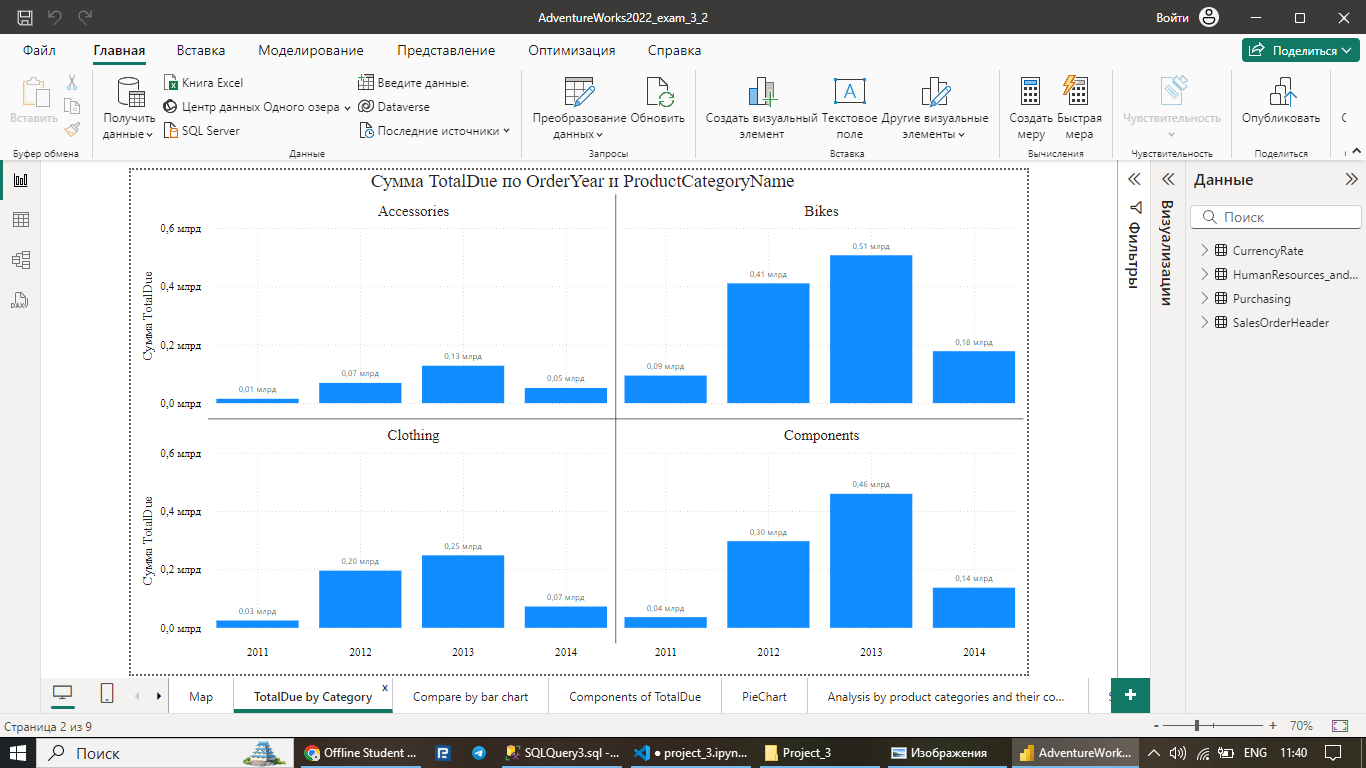 AdventureWorks2022_exam_3_2
Войти
Файл
Главная
Вставка
Моделирование
Представление
Оптимизация
Справка
Поделиться
Вставить
Буфер обмена
Получить данные
Книга Excel
Центр данных Одного озера
SQL Server
Введите данные.
Dataverse
Последние источники
Данные
Преобразование данных
Обновить
Запросы
Создать визуальный элемент
Текстовое поле
Другие визуальные элементы
Вставка
Создать меру
Быстрая мера
Вычисления
Чувствительность
Чувствительность
Опубликовать
Поделиться
Сумма TotalDue по OrderYear и ProductCategoryName
Accessories
Bikes
Сумма TotalDue
0,6 млрд
0,4 млрд
0,2 млрд
0,0 млрд
0,01 млрд
0,07 млрд
0,13 млрд
0,05 млрд
0,09 млрд
0,41 млрд
0,51 млрд
0,18 млрд
Clothing
Components
Сумма TotalDue
0,6 млрд
0,4 млрд
0,2 млрд
0,0 млрд
0,03 млрд
0,20 млрд
0,25 млрд
0,07 млрд
0,04 млрд
0,30 млрд
0,46 млрд
0,14 млрд
2011 2012 2013 2014 2011 2012 2013 2014
Фильтры
Визуализации
Данные
Поиск
CurrencyRate
HumanResources_and...
Purchasing
SalesOrderHeader
DAX
Map
TotalDue by Category
x
Compare by bar chart
Components of TotalDue
PieChart
Analysis by product categories and their co...
Страница 2 из 9
70%
Поиск
Offline Student ...
SQLQuery3.sql -...
● project_3.ipyn...
Project_3
Изображения
AdventureWork...
ENG
11:40